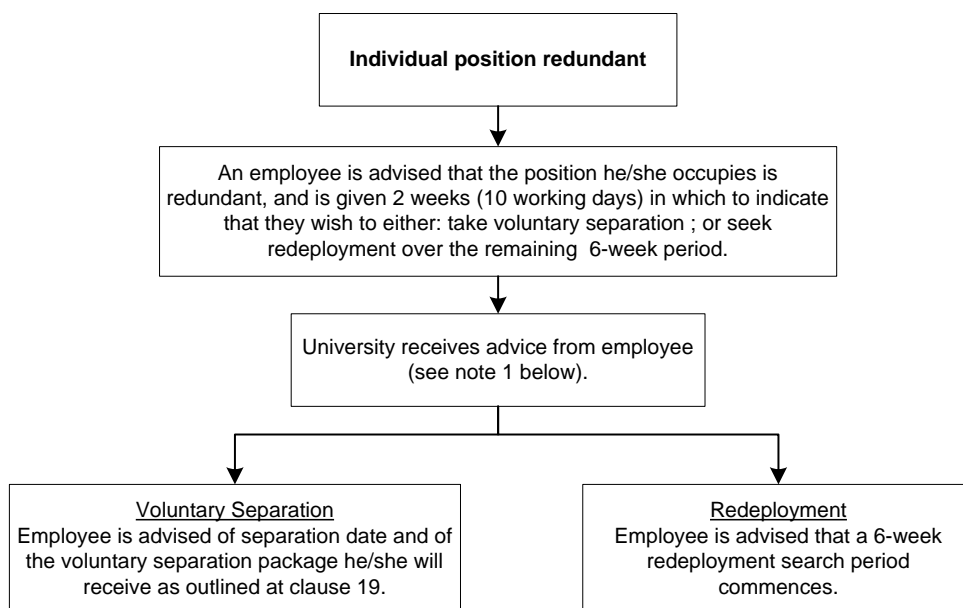 Individual position redundant
An employee is advised that the position he/she occupies is
redundant, and is given 2 weeks (10 working days) in which to indicate
that they wish to either: take voluntary separation ; or seek
redeployment over the remaining  6-week period.
University receives advice from employee
(see note 1 below).
Voluntary Separation
Employee is advised of separation date and of
the voluntary separation package he/she will
receive as outlined at clause 19.
Redeployment
Employee is advised that a 6-week
redeployment search period
commences.